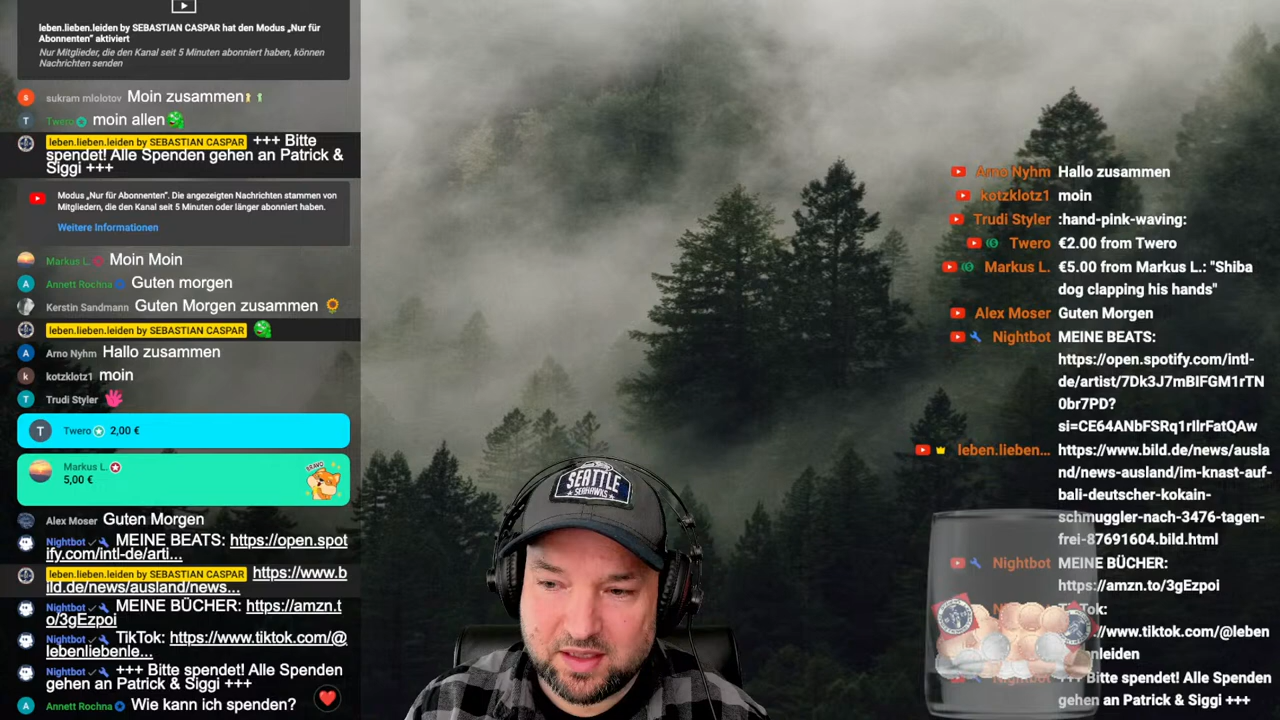 leben.lieben.leiden by SEBASTIAN CASPAR hat den Modus „Nur für
Abonnenten“ aktiviert
Nur Mitglieder, die den Kanal seit 5 Minuten abonniert haben, können
Nachrichten senden
S sukram mlolotov Moin zusammen
T Twero moin allen
leben.lieben.leiden by SEBASTIAN CASPAR +++ Bitte
spendet! Alle Spenden gehen an Patrick &
Siggi +++
Modus „Nur für Abonnenten“. Die angezeigten Nachrichten stammen von
Mitgliedern, die den Kanal seit 5 Minuten oder länger abonniert haben.
Weitere Informationen
Markus L. Moin Moin
A Annett Rochna Guten morgen
Kerstin Sandmann Guten Morgen zusammen 🌻
leben.lieben.leiden by SEBASTIAN CASPAR
A Arno Nyhm Hallo zusammen
k kotzklotz1 moin
T Trudi Styler
T Twero 2,00 €
Markus L.
5,00 €
BRAVO
Alex Moser Guten Morgen
Nightbot MEINE BEATS: https://open.spot
ify.com/intl-de/arti...
leben.lieben.leiden by SEBASTIAN CASPAR https://www.b
ild.de/news/ausland/news...
Nightbot MEINE BÜCHER: https://amzn.t
o/3gEzpoi
Nightbot TikTok: https://www.tiktok.com/@
lebenliebenle...
Nightbot +++ Bitte spendet! Alle Spenden
gehen an Patrick & Siggi +++
A Annett Rochna Wie kann ich spenden?
SEATTLE
SEAHAWKS
Arno Nyhm Hallo zusammen
kotzklotz1 moin
Trudi Styler :hand-pink-waving:
Twero €2.00 from Twero
Markus L. €5.00 from Markus L.: "Shiba
dog clapping his hands"
Alex Moser Guten Morgen
Nightbot MEINE BEATS:
https://open.spotify.com/intl-
de/artist/7Dk3J7mBIFGM1rTN
0br7PD?
si=CE64ANbFSRq1rIlrFatQAw
leben.lieben... https://www.bild.de/news/ausla
nd/news-ausland/im-knast-auf-
bali-deutscher-kokain-
schmuggler-nach-3476-tagen-
frei-87691604.bild.html
Nightbot MEINE BÜCHER:
https://amzn.to/3gEzpoi
//www.tiktok.com/@leben
enleiden
Nightbot +++ Bitte spendet! Alle Spenden
gehen an Patrick & Siggi +++